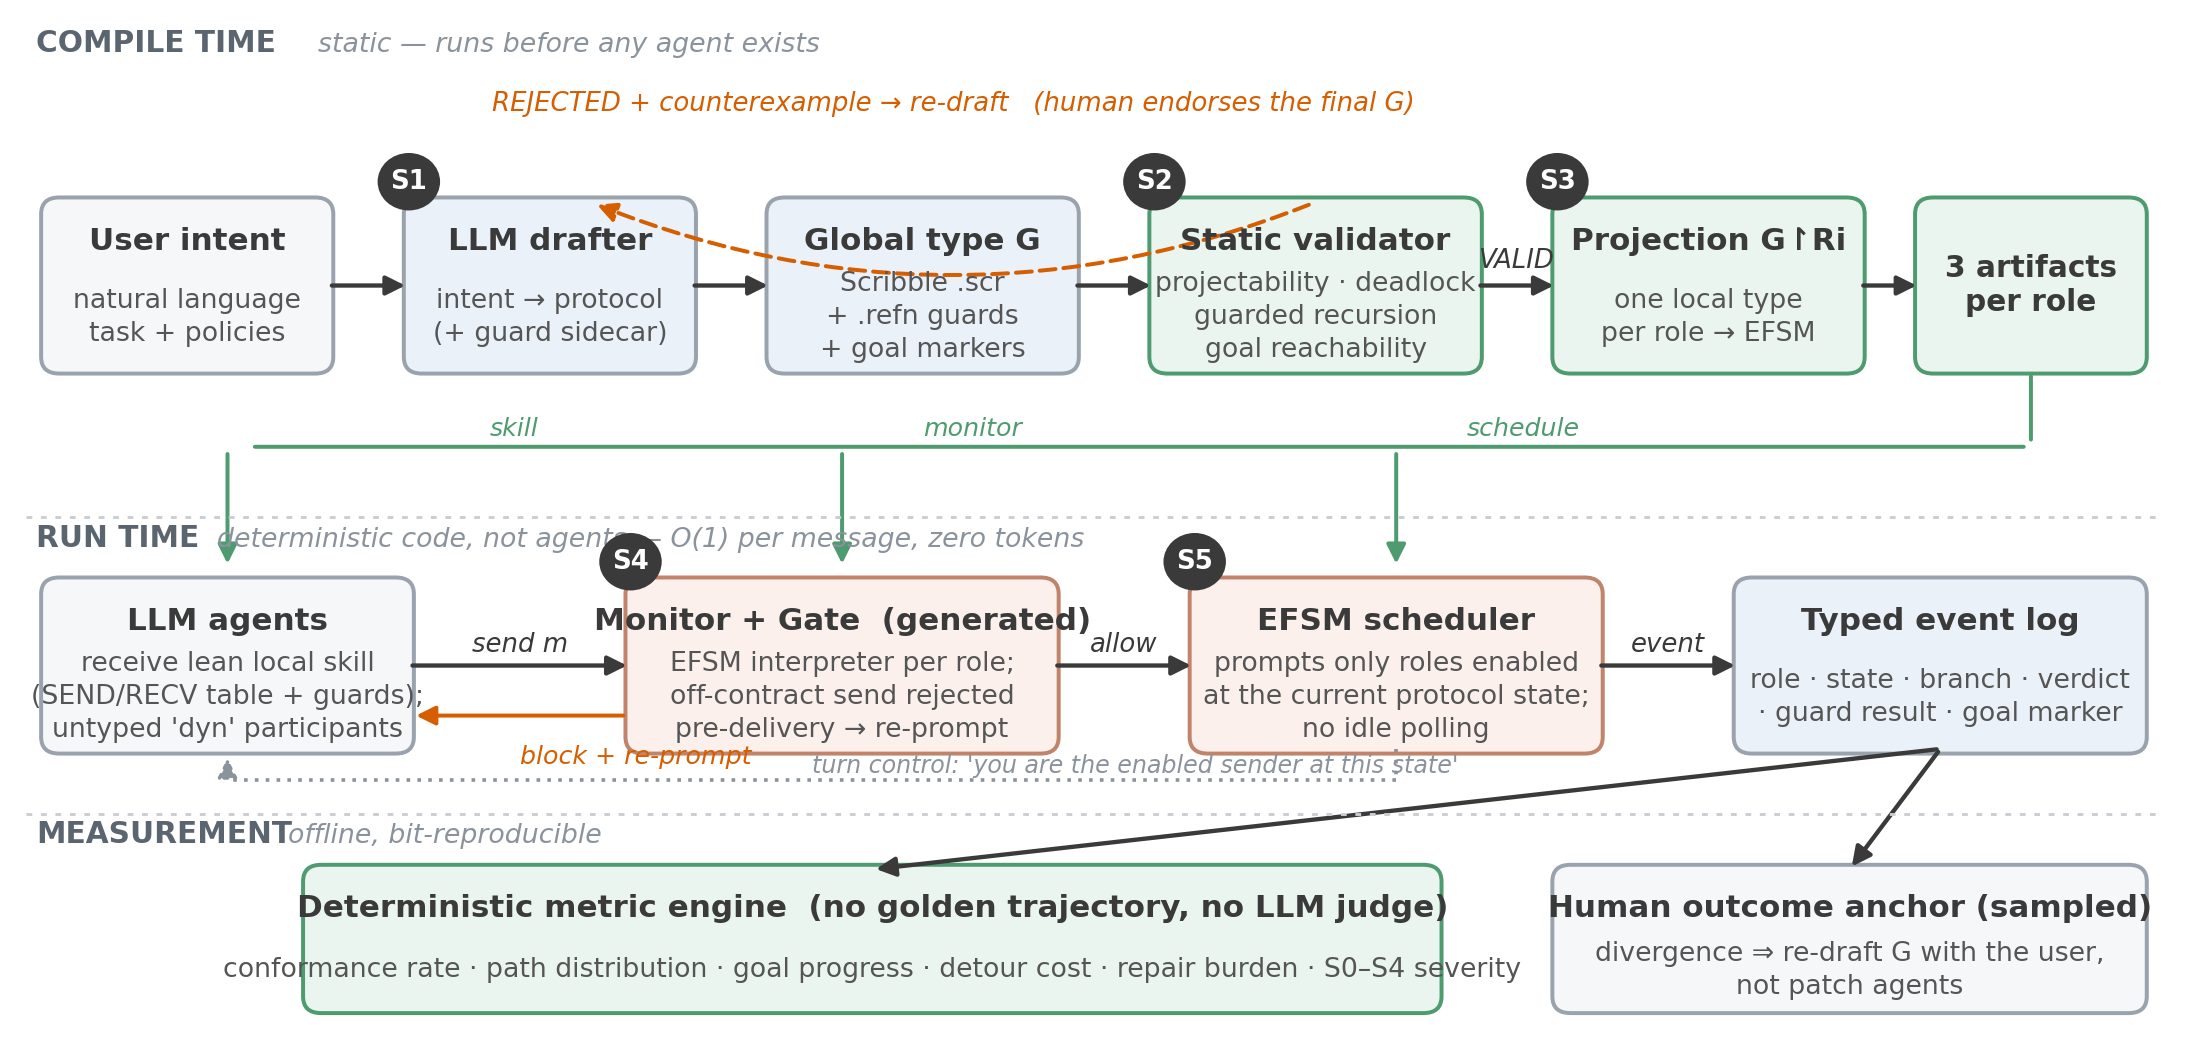 COMPILE TIME static — runs before any agent exists
REJECTED + counterexample → re-draft (human endorses the final G)
S1
S2
S3
User intent
natural language
task + policies
LLM drafter
intent → protocol
(+ guard sidecar)
Global type G
Scribble .scr
+ .refn guards
+ goal markers
Static validator
projectability · deadlock
guarded recursion
goal reachability
VALID
Projection G↾Ri
one local type
per role → EFSM
3 artifacts
per role
skill
monitor
schedule
RUN TIME deterministic code, not agents — O(1) per message, zero tokens
S4
S5
LLM agents
receive lean local skill
(SEND/RECV table + guards);
untyped 'dyn' participants
send m
block + re-prompt
Monitor + Gate (generated)
EFSM interpreter per role;
off-contract send rejected
pre-delivery → re-prompt
allow
EFSM scheduler
prompts only roles enabled
at the current protocol state;
no idle polling
event
Typed event log
role · state · branch · verdict
· guard result · goal marker
turn control: 'you are the enabled sender at this state'
MEASUREMENT offline, bit-reproducible
Deterministic metric engine (no golden trajectory, no LLM judge)
conformance rate · path distribution · goal progress · detour cost · repair burden · S0–S4 severity
Human outcome anchor (sampled)
divergence ⇒ re-draft G with the user,
not patch agents